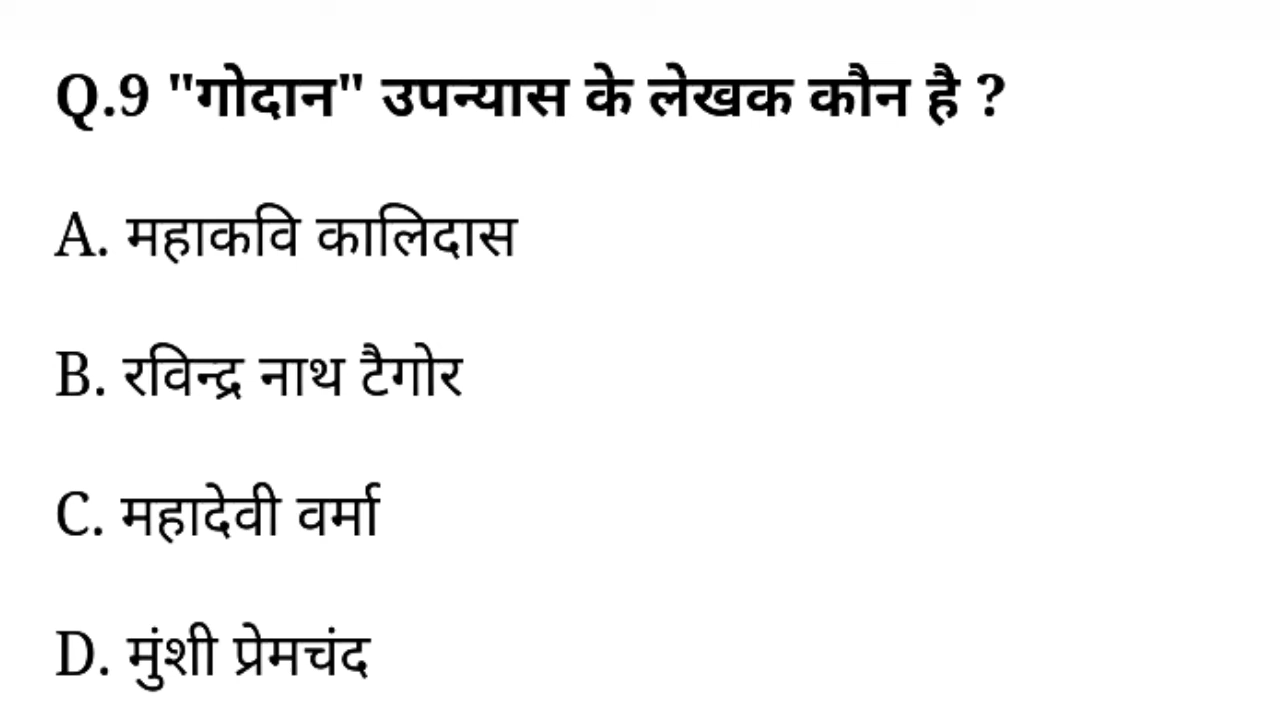 Q.9 "गोदान" उपन्यास के लेखक कौन है ?
A. महाकवि कालिदास
B. रविन्द्र नाथ टैगोर
C. महादेवी वर्मा
D. मुंशी प्रेमचंद